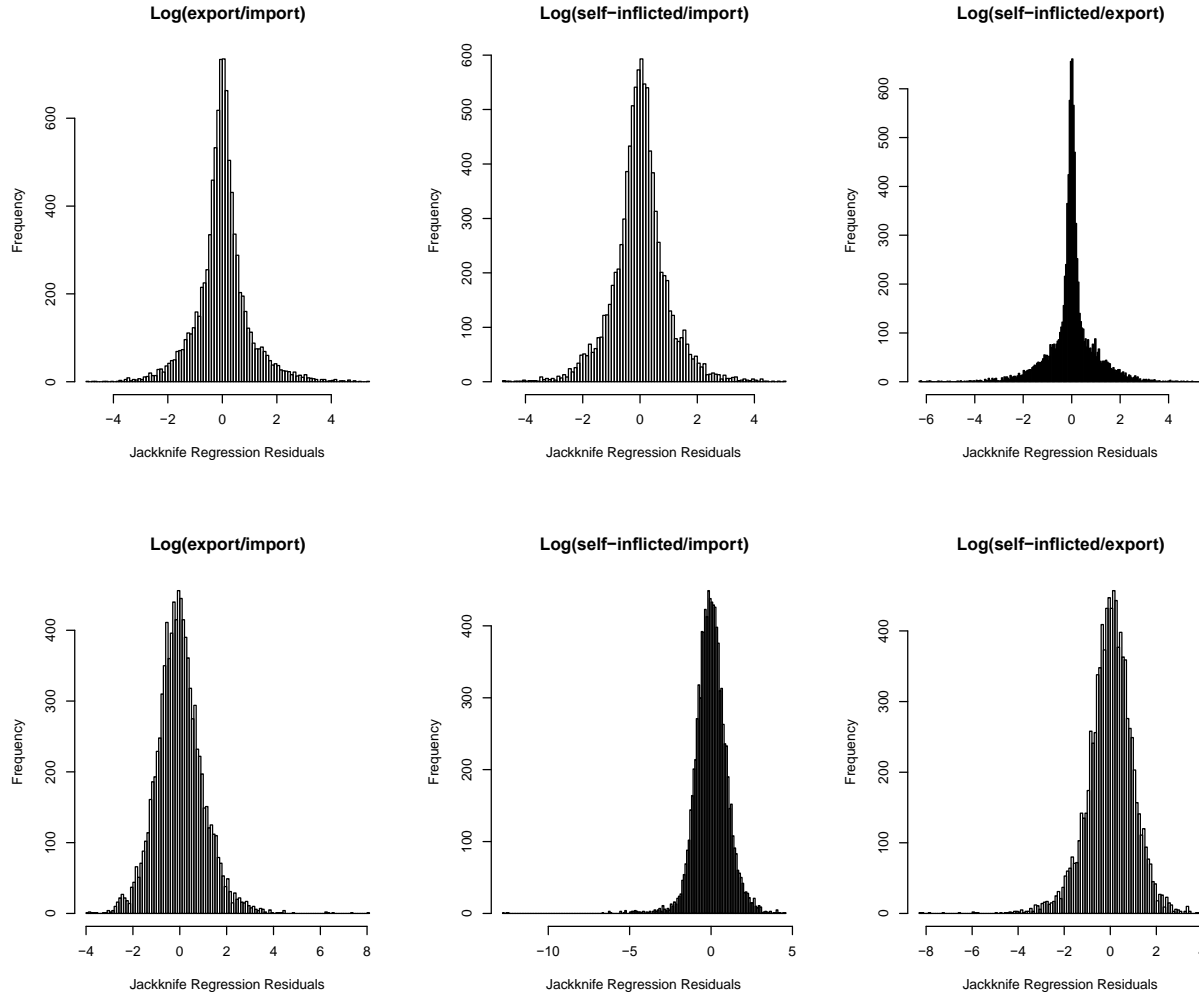 Log(export/import)
Frequency
0 200 400 600
−4 −2 0 2 4
Jackknife Regression Residuals
Log(self−inflicted/import)
Frequency
0 100 200 300 400 500 600
−4 −2 0 2 4
Jackknife Regression Residuals
Log(self−inflicted/export)
Frequency
0 100 200 300 400 500 600
−6 −4 −2 0 2 4
Jackknife Regression Residuals
Log(export/import)
Frequency
0 100 200 300 400
−4 −2 0 2 4 6 8
Jackknife Regression Residuals
Log(self−inflicted/import)
Frequency
0 100 200 300 400
−10 −5 0 5
Jackknife Regression Residuals
Log(self−inflicted/export)
Frequency
0 100 200 300 400
−8 −6 −4 −2 0 2
Jackknife Regression Residuals